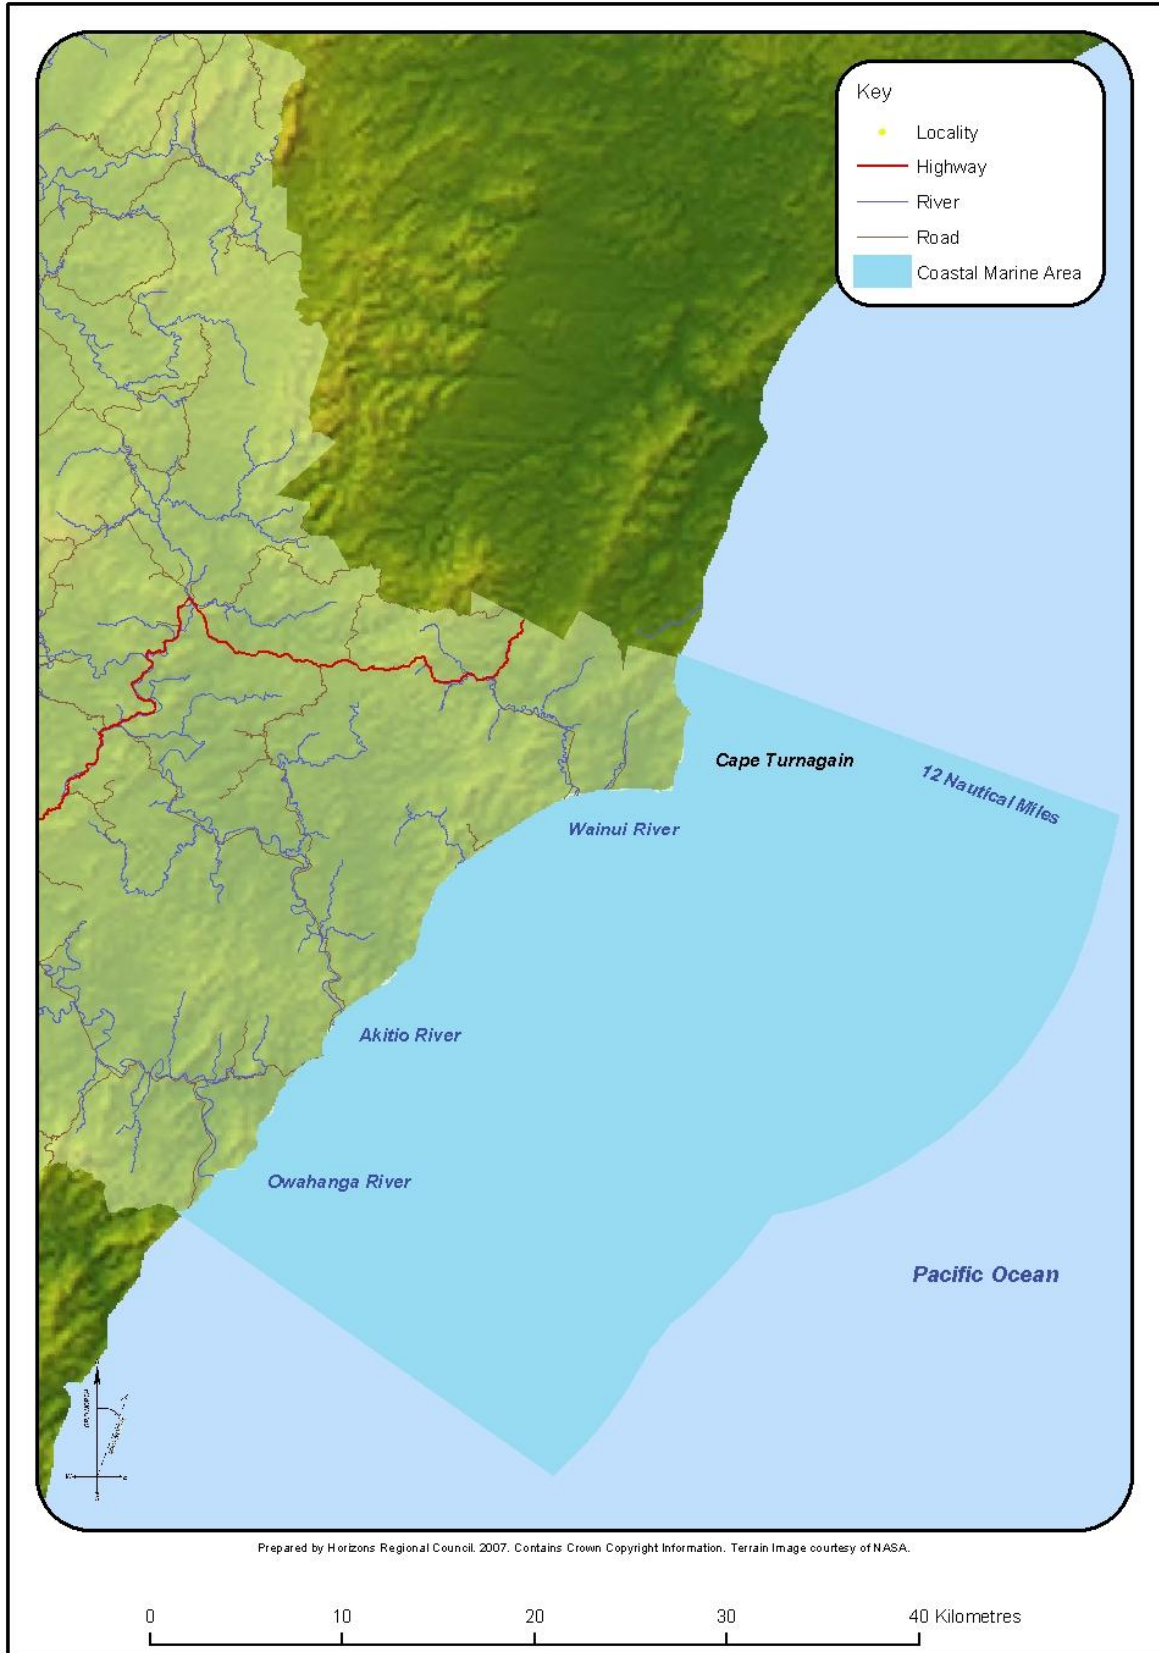 Key
Locality
Highway
River
Road
Coastal Marine Area
Cape Turnagain
12 Nautical Miles
Wainui River
Akitio River
Owahanga River
Pacific Ocean
Prepared by Horizons Regional Council. 2007. Contains Crown Copyright Information. Terrain Image courtesy of NASA.
0 10 20 30 40 Kilometres